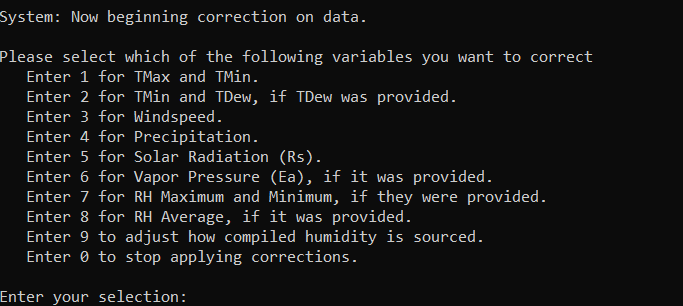 System: Now beginning correction on data.
Please select which of the following variables you want to correct
Enter 1 for TMax and TMin.
Enter 2 for TMin and TDew, if TDew was provided.
Enter 3 for Windspeed.
Enter 4 for Precipitation.
Enter 5 for Solar Radiation (Rs).
Enter 6 for Vapor Pressure (Ea), if it was provided.
Enter 7 for RH Maximum and Minimum, if they were provided.
Enter 8 for RH Average, if it was provided.
Enter 9 to adjust how compiled humidity is sourced.
Enter 0 to stop applying corrections.
Enter your selection: